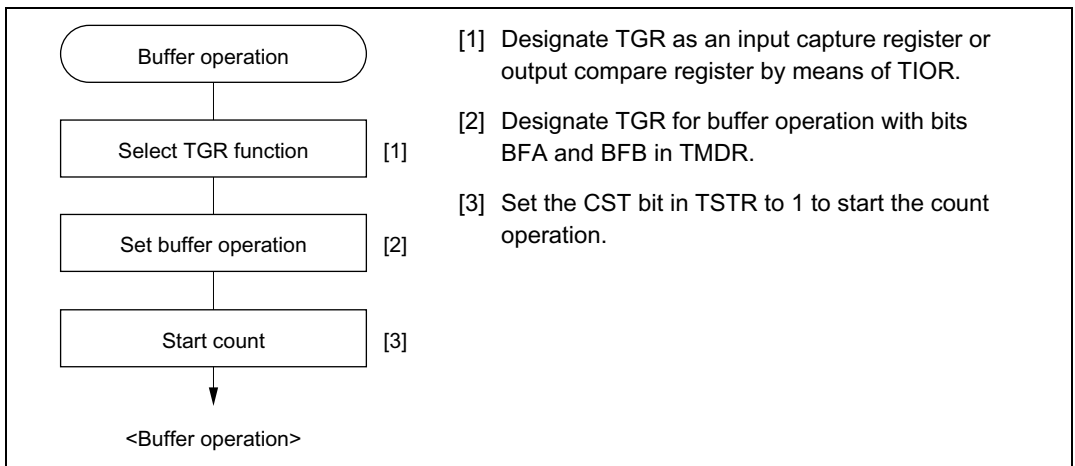 Buffer operation
Select TGR function
[1]
Set buffer operation
[2]
Start count
[3]
<Buffer operation>
[1] Designate TGR as an input capture register or
output compare register by means of TIOR.
[2] Designate TGR for buffer operation with bits
BFA and BFB in TMDR.
[3] Set the CST bit in TSTR to 1 to start the count
operation.